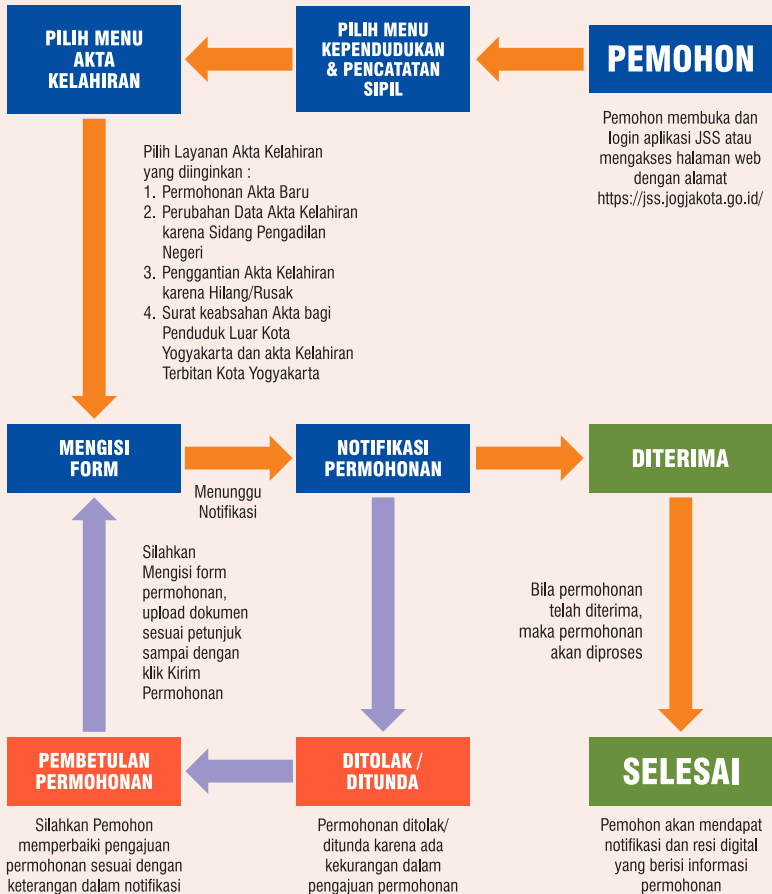 PEMOHON
Pemohon membuka dan
login aplikasi JSS atau
mengakses halaman web
dengan alamat
https://jss.jogjakota.go.id/
PILIH MENU
KEPENDUDUKAN
& PENCATATAN
SIPIL
PILIH MENU
AKTA
KELAHIRAN
Pilih Layanan Akta Kelahiran
yang diinginkan :
1. Permohonan Akta Baru
2. Perubahan Data Akta Kelahiran
karena Sidang Pengadilan
Negeri
3. Penggantian Akta Kelahiran
karena Hilang/Rusak
4. Surat keabsahan Akta bagi
Penduduk Luar Kota
Yogyakarta dan akta Kelahiran
Terbitan Kota Yogyakarta
MENGISI
FORM
Silahkan
Mengisi form
permohonan,
upload dokumen
sesuai petunjuk
sampai dengan
klik Kirim
Permohonan
Menunggu
Notifikasi
NOTIFIKASI
PERMOHONAN
DITERIMA
Bila permohonan
telah diterima,
maka permohonan
akan diproses
DITOLAK /
DITUNDA
Permohonan ditolak/
ditunda karena ada
kekurangan dalam
pengajuan permohonan
PEMBETULAN
PERMOHONAN
Silahkan Pemohon
memperbaiki pengajuan
permohonan sesuai dengan
keterangan dalam notifikasi
SELESAI
Pemohon akan mendapat
notifikasi dan resi digital
yang berisi informasi
permohonan